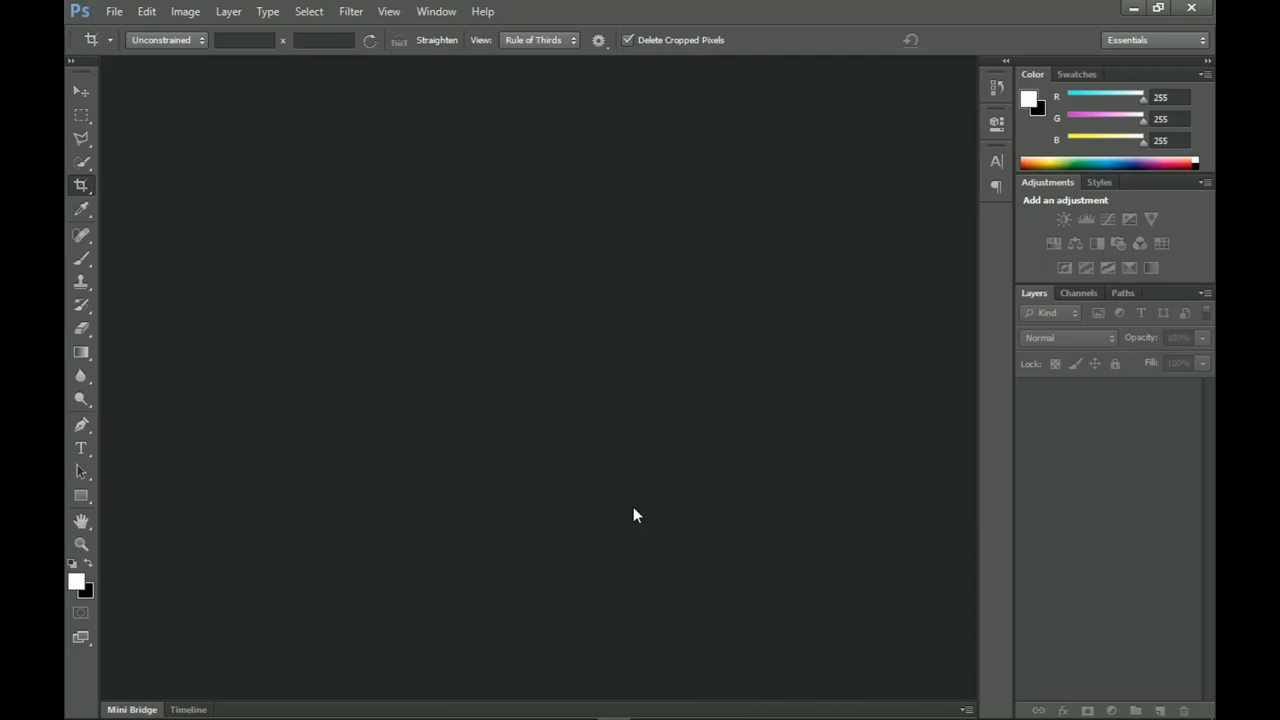 Ps File Edit Image Layer Type Select Filter View Window Help
Unconstrained x Straighten View: Rule of Thirds Delete Cropped Pixels Essentials
Color Swatches
R 255
G 255
B 255
Adjustments Styles
Add an adjustment
Layers Channels Paths
Kind T
Normal Opacity: 100%
Lock: Fill: 100%
A
T
fx
Mini Bridge Timeline